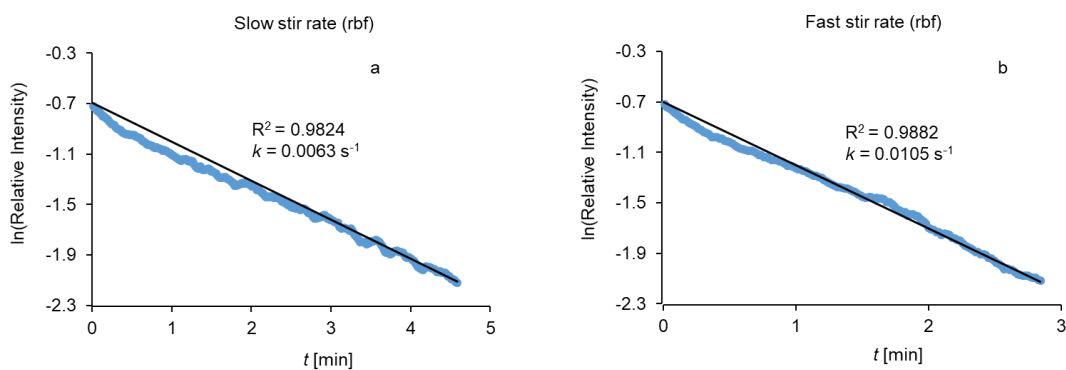 Slow stir rate (rbf)
a
ln(Relative Intensity)
-0.3
-0.7
-1.1
-1.5
-1.9
-2.3
R² = 0.9824
k = 0.0063 s⁻¹
0 1 2 3 4 5
t [min]
Fast stir rate (rbf)
b
ln(Relative Intensity)
-0.3
-0.7
-1.1
-1.5
-1.9
-2.3
R² = 0.9882
k = 0.0105 s⁻¹
0 1 2 3
t [min]